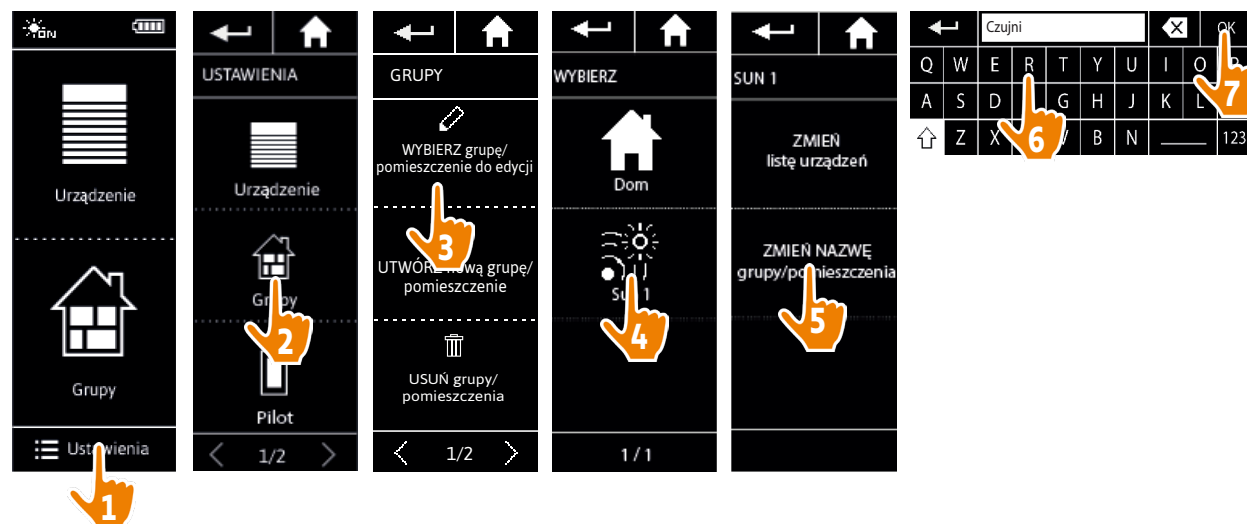 ON
Urządzenie
Grupy
Ustawienia
1
USTAWIENIA
Urządzenie
Grupy
2
Pilot
1/2
GRUPY
WYBIERZ grupę/
pomieszczenie do edycji
3
UTWÓRZ nową grupę/
pomieszczenie
USUŃ grupy/
pomieszczenia
1/2
WYBIERZ
Dom
Sun 1
4
1 / 1
SUN 1
ZMIEŃ
listę urządzeń
ZMIEŃ NAZWĘ
grupy/pomieszczenia
5
Czujni OK
Q W E R T Y U I O P
A S D G H J K L
7
Z X V B N 123
6